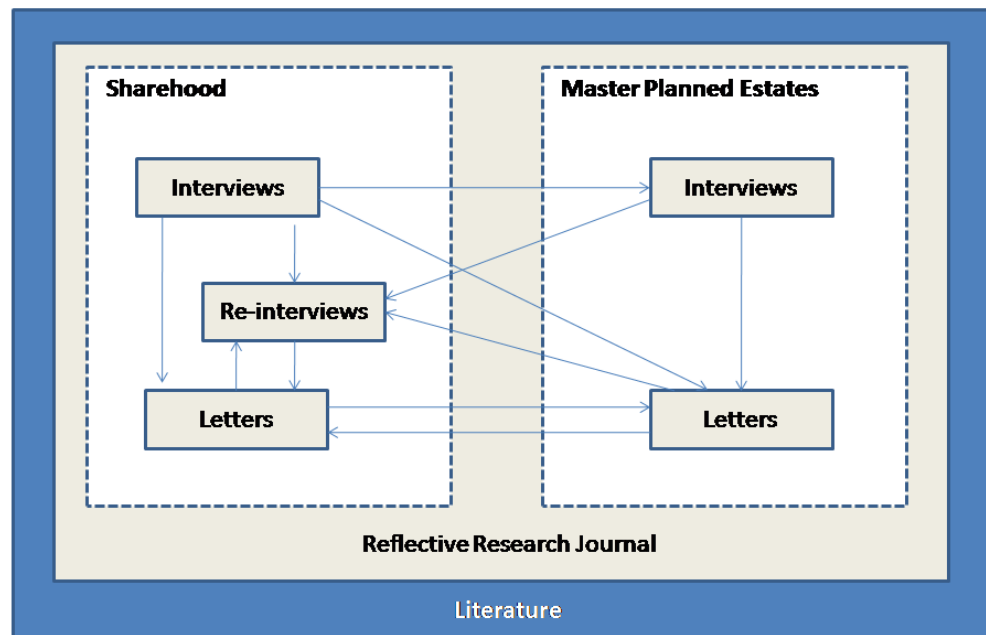 Sharehood
Master Planned Estates
Interviews
Interviews
Re-interviews
Letters
Letters
Reflective Research Journal
Literature